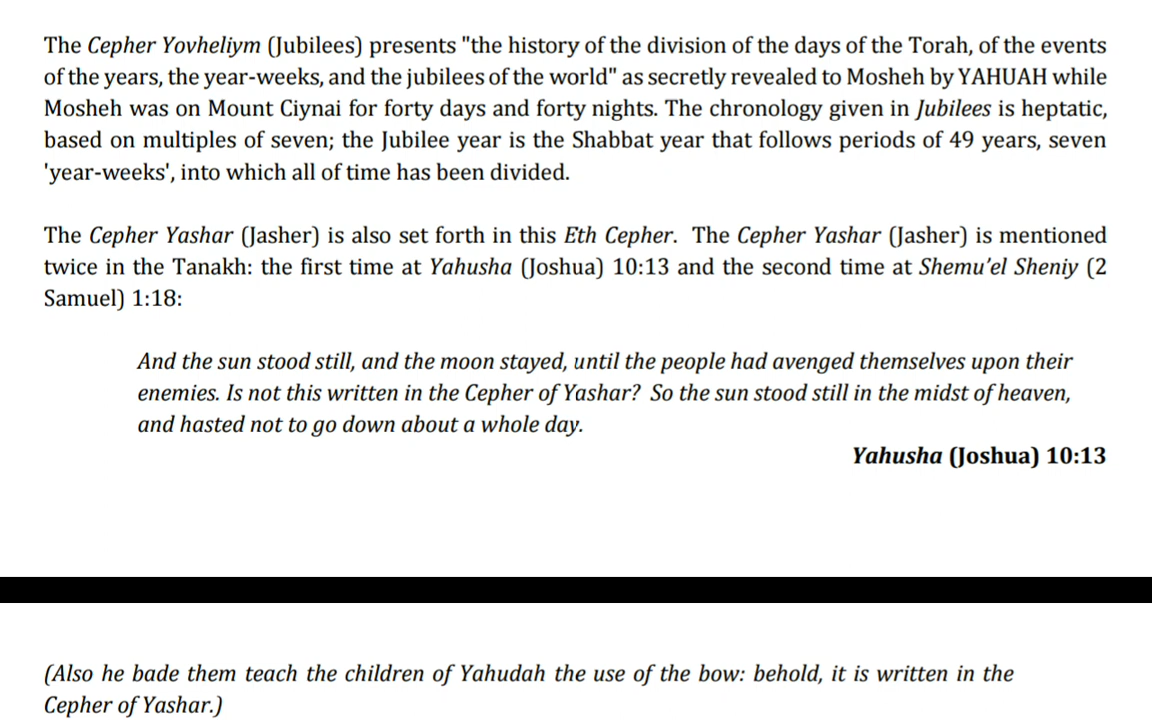 The Cepher Yovheliym (Jubilees) presents "the history of the division of the days of the Torah, of the events
of the years, the year-weeks, and the jubilees of the world" as secretly revealed to Mosheh by YAHUAH while
Mosheh was on Mount Ciynai for forty days and forty nights. The chronology given in Jubilees is heptatic,
based on multiples of seven; the Jubilee year is the Shabbat year that follows periods of 49 years, seven
'year-weeks', into which all of time has been divided.
The Cepher Yashar (Jasher) is also set forth in this Eth Cepher. The Cepher Yashar (Jasher) is mentioned
twice in the Tanakh: the first time at Yahusha (Joshua) 10:13 and the second time at Shemu'el Sheniy (2
Samuel) 1:18:
And the sun stood still, and the moon stayed, until the people had avenged themselves upon their
enemies. Is not this written in the Cepher of Yashar? So the sun stood still in the midst of heaven,
and hasted not to go down about a whole day.
Yahusha (Joshua) 10:13
(Also he bade them teach the children of Yahudah the use of the bow: behold, it is written in the
Cepher of Yashar.)